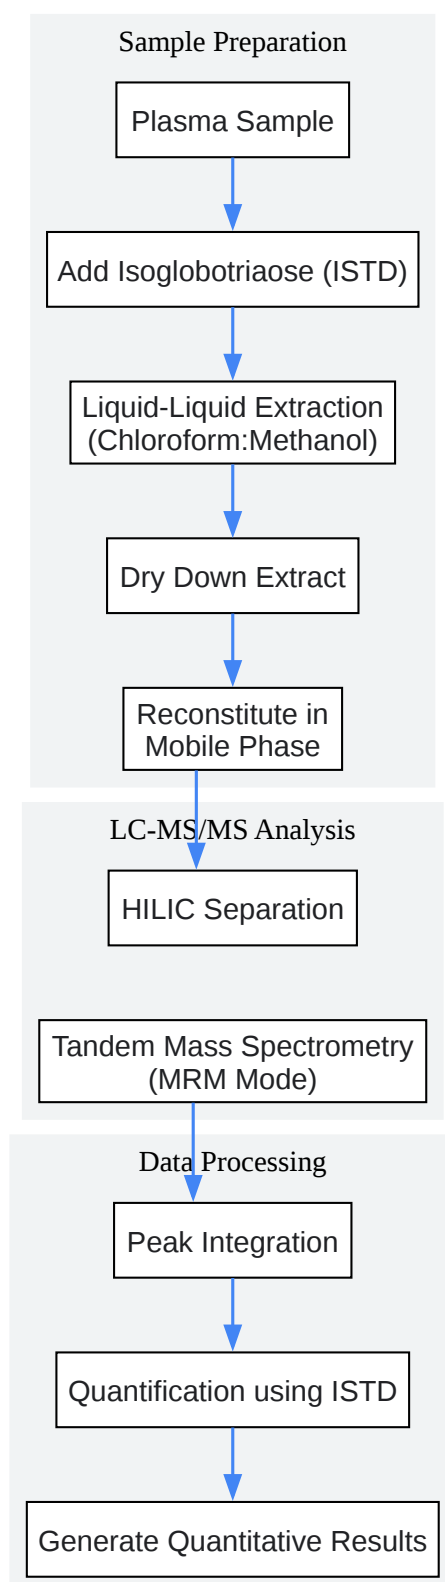 Sample Preparation
Plasma Sample
Add Isoglobotriaose (ISTD)
Liquid-Liquid Extraction
(Chloroform:Methanol)
Dry Down Extract
Reconstitute in
Mobile Phase
LC-MS/MS Analysis
HILIC Separation
Tandem Mass Spectrometry
(MRM Mode)
Data Processing
Peak Integration
Quantification using ISTD
Generate Quantitative Results